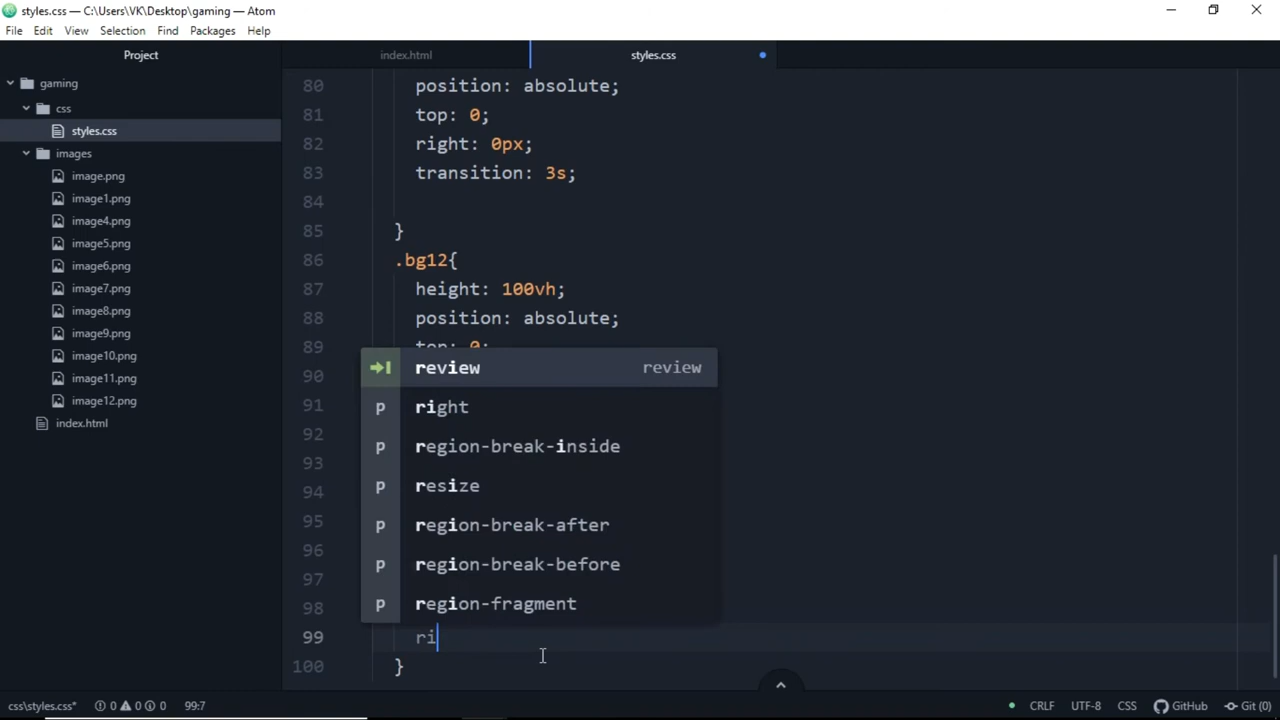 styles.css — C:\Users\VK\Desktop\gaming — Atom
File Edit View Selection Find Packages Help
Project
index.html
styles.css
gaming
css
styles.css
images
image.png
image1.png
image4.png
image5.png
image6.png
image7.png
image8.png
image9.png
image10.png
image11.png
image12.png
index.html
80 position: absolute;
81 top: 0;
82 right: 0px;
83 transition: 3s;
84
85 }
86 .bg12{
87 height: 100vh;
88 position: absolute;
89 top: 0;
90
91
92
93
94
95
96
97
98
99 ri
100 }
review review
p right
p region-break-inside
p resize
p region-break-after
p region-break-before
p region-fragment
css\styles.css* 0 0 0 99:7
CRLF UTF-8 CSS GitHub Git (0)